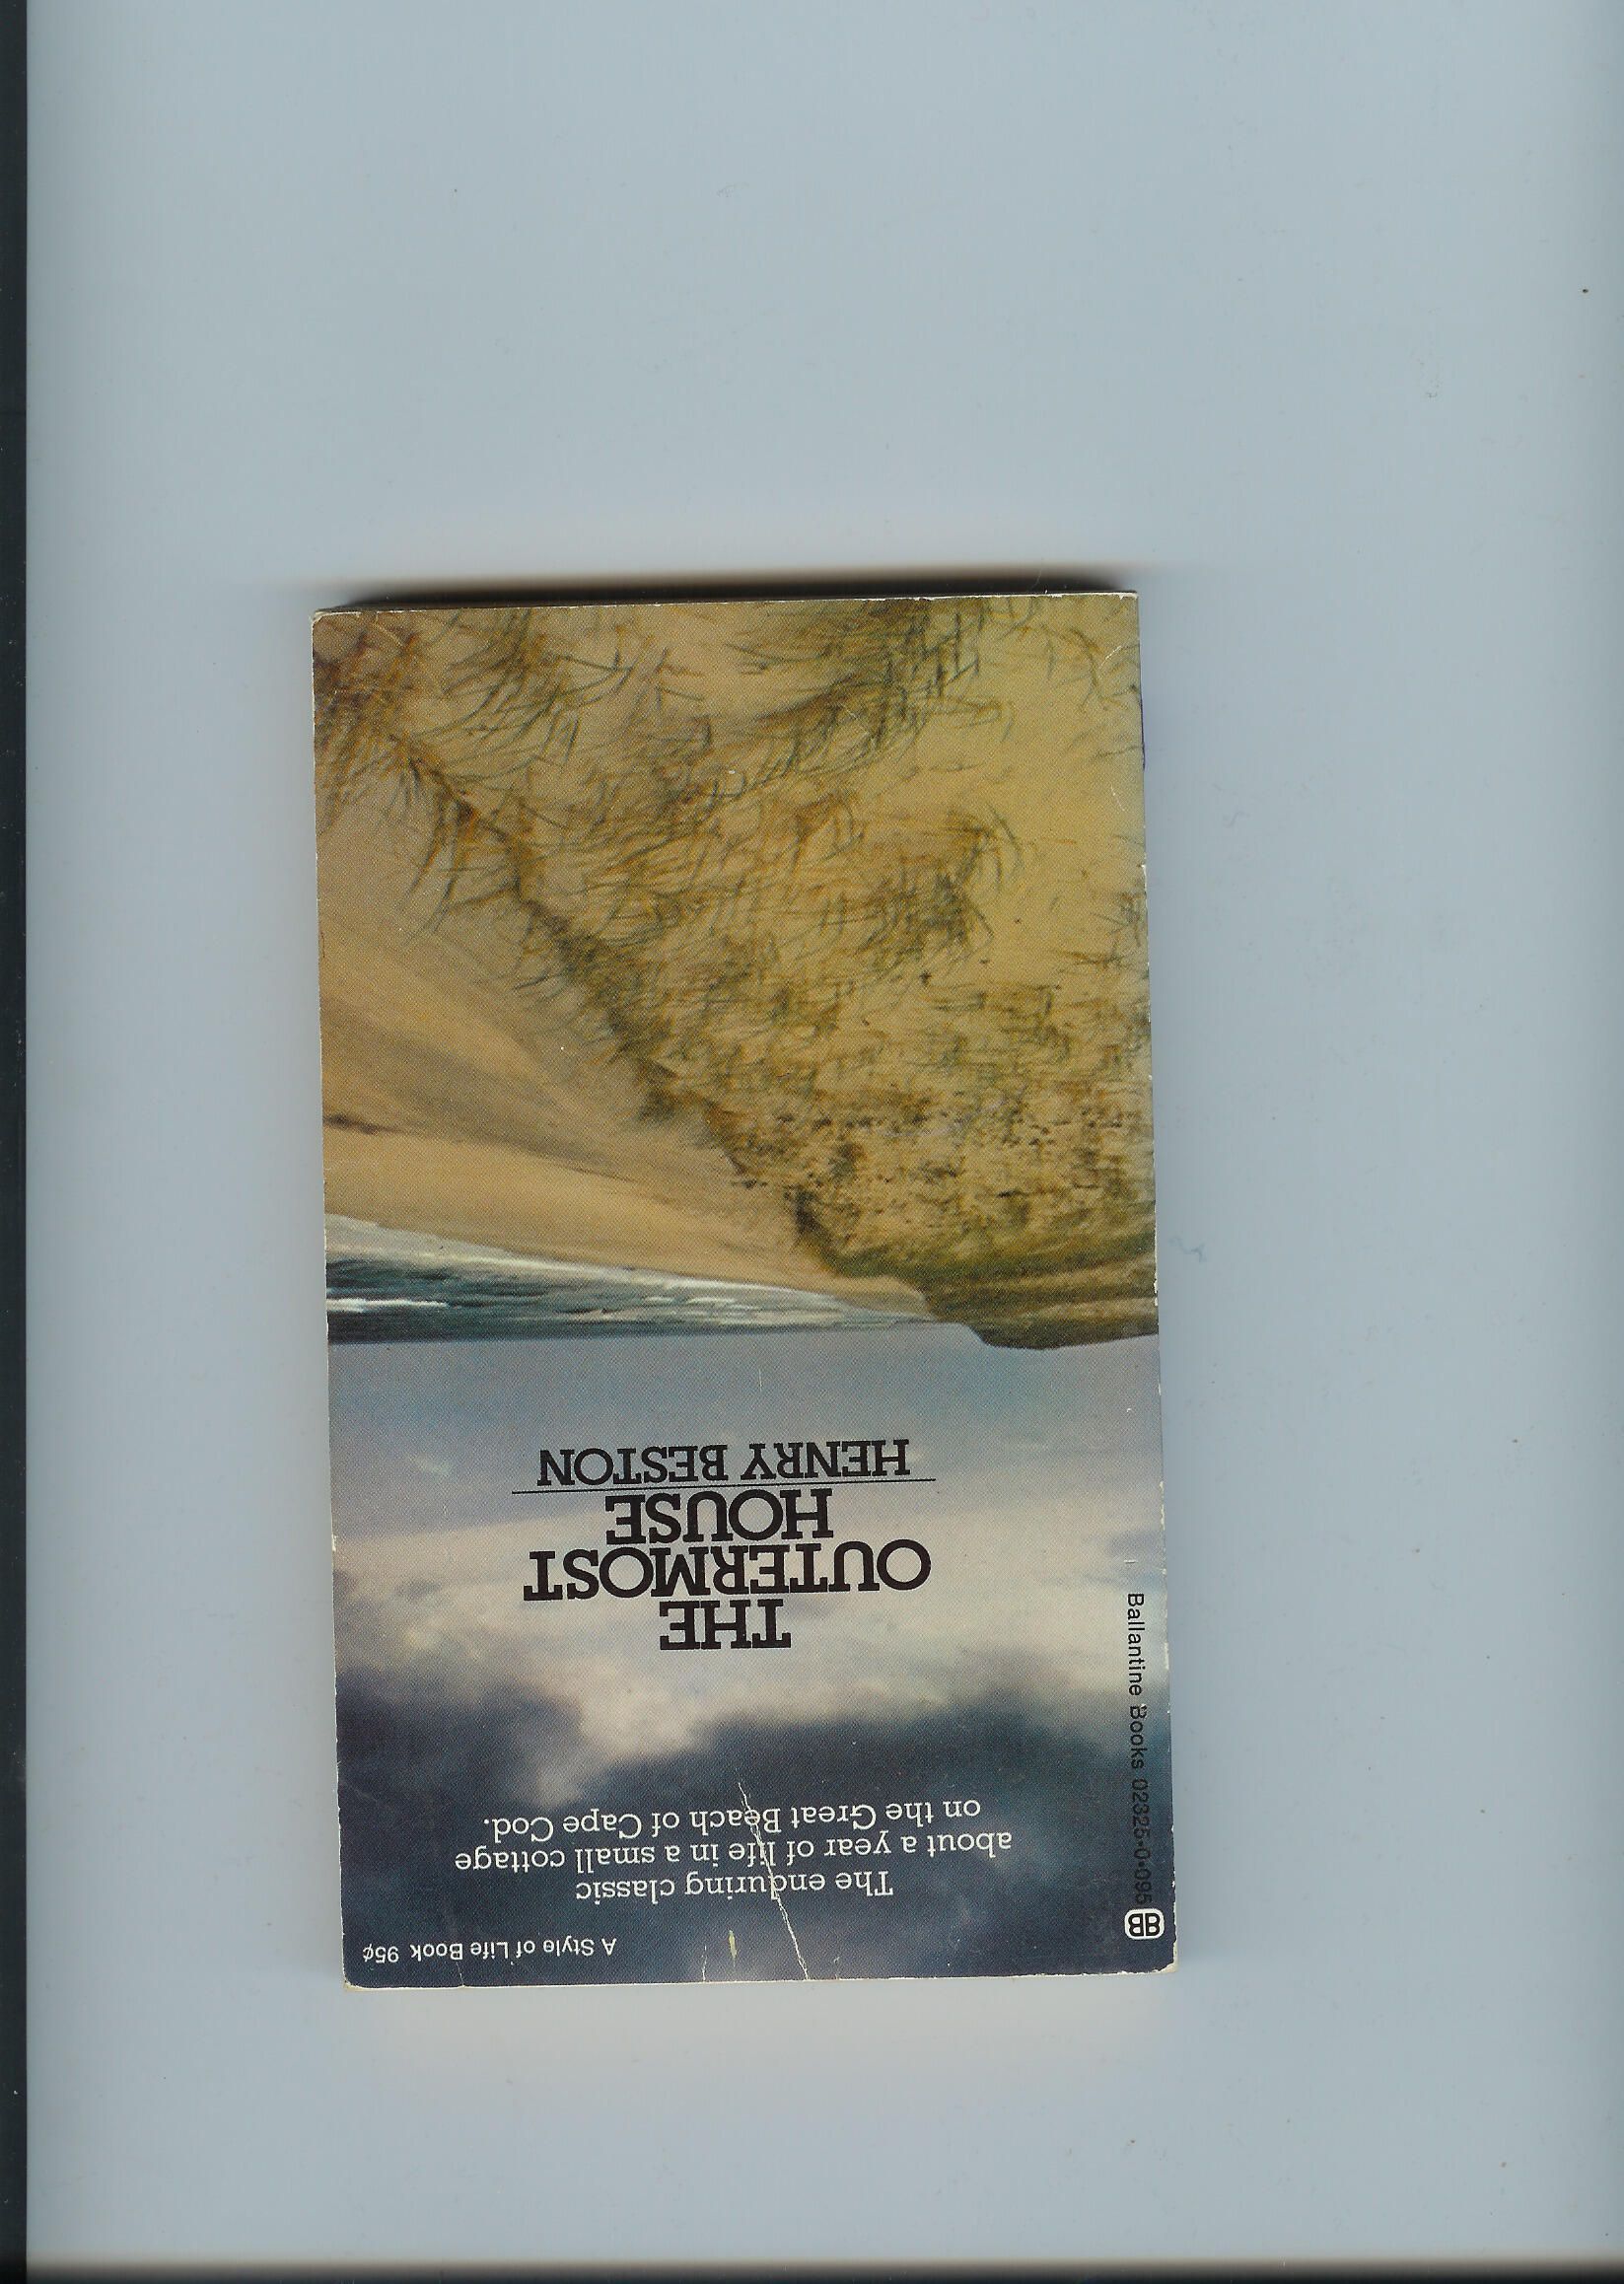 A Style of Life Book 95¢
The enduring classic
about a year of life in a small cottage
on the Great Beach of Cape Cod.
THE
OUTERMOST
HOUSE
HENRY BESTON
BB
Ballantine Books 02325-0-095